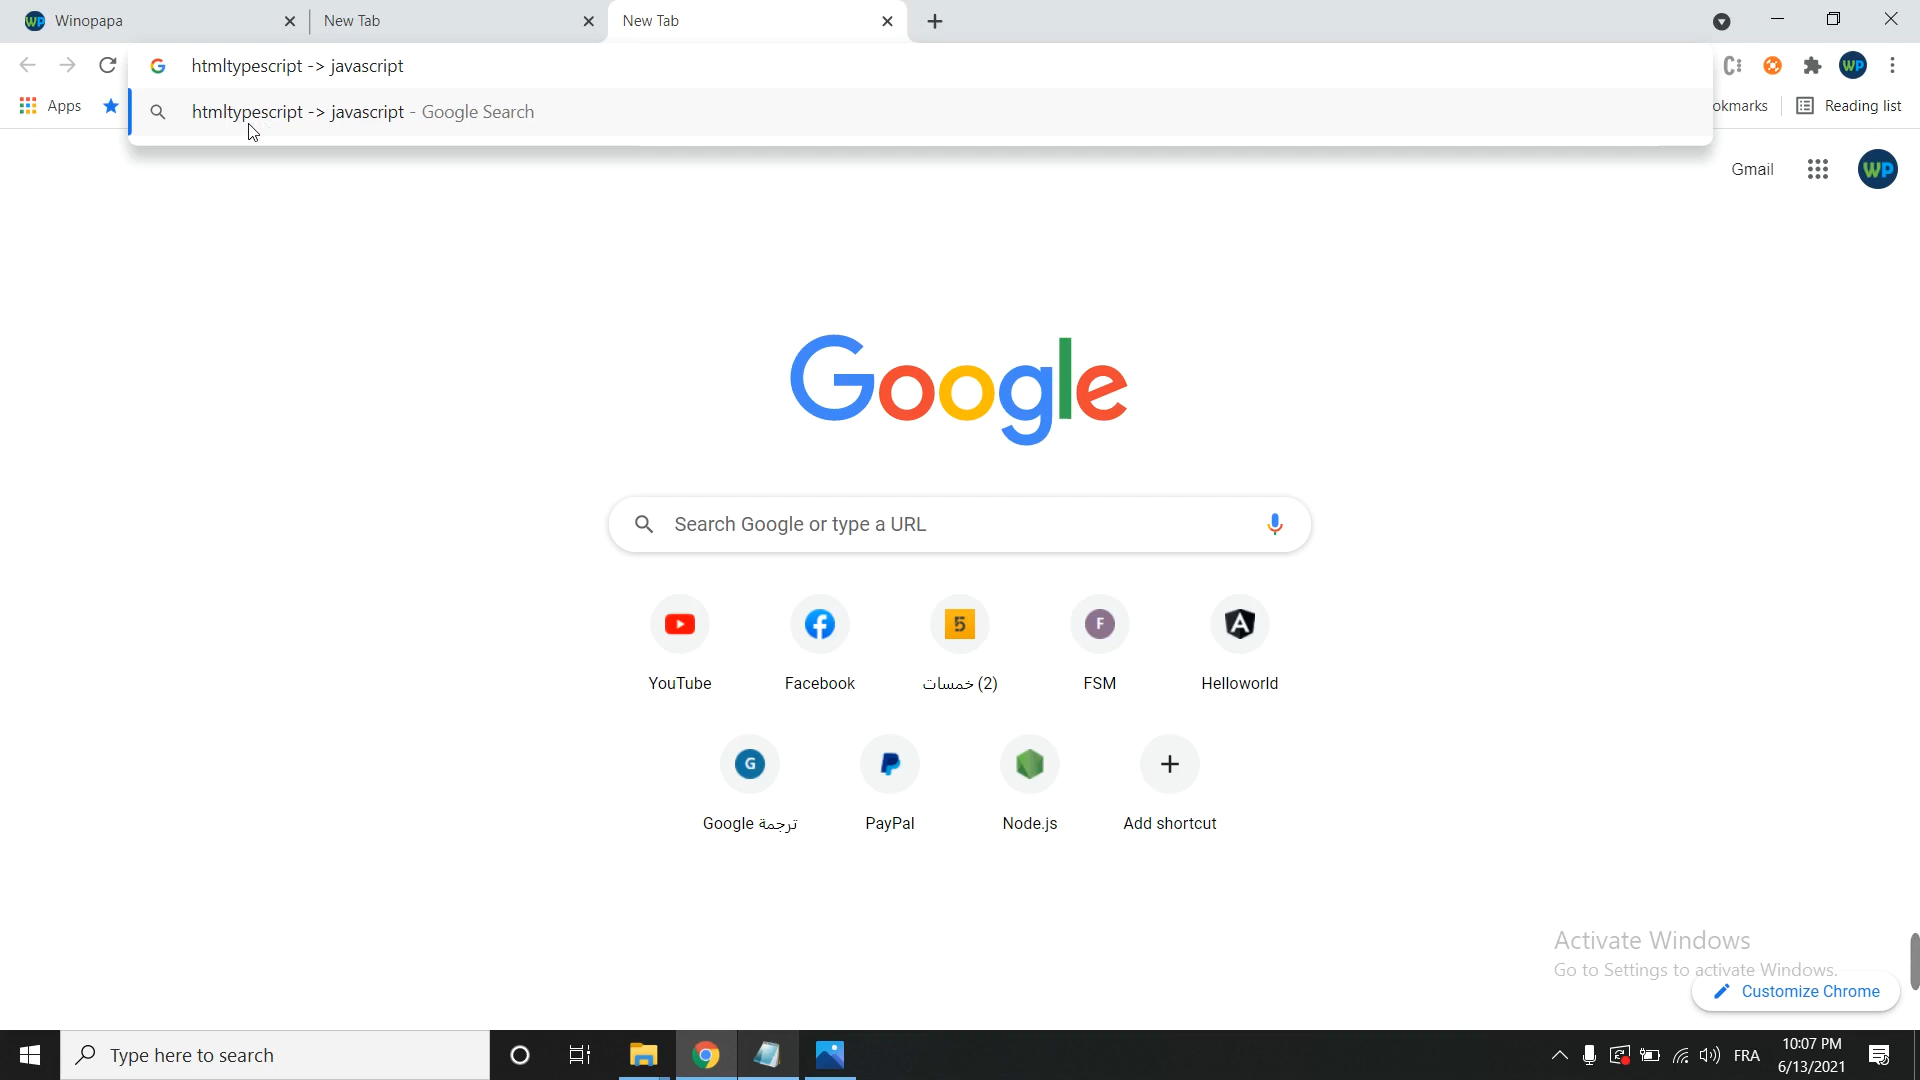 WP Winopapa
New Tab
New Tab
htmltypescript -> javascript
WP
Apps
htmltypescript -> javascript - Google Search
okmarks
Reading list
Gmail
WP
Google
Search Google or type a URL
5
F
A
YouTube
Facebook
خمسات (2)
FSM
Helloworld
G
Google ترجمة
PayPal
Node.js
Add shortcut
Activate Windows
Go to Settings to activate Windows.
Customize Chrome
Type here to search
FRA
10:07 PM
6/13/2021